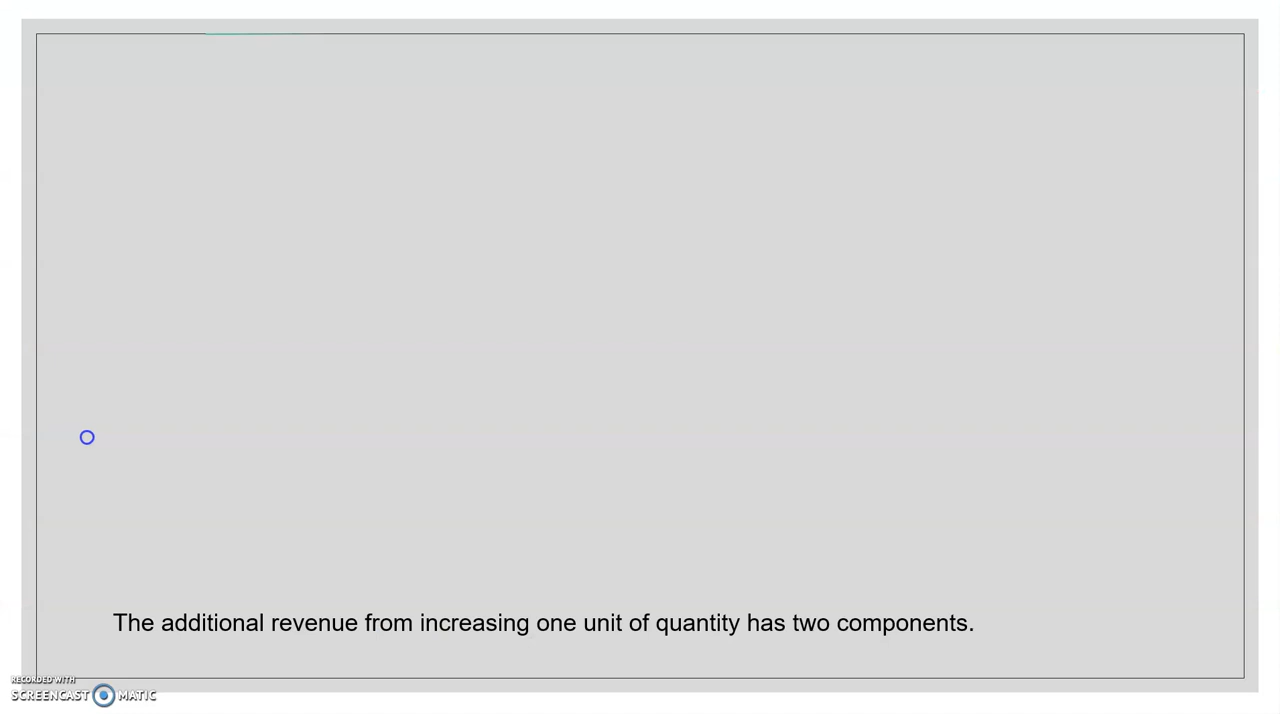 The additional revenue from increasing one unit of quantity has two components.
RECORDED WITH
SCREENCAST MATIC